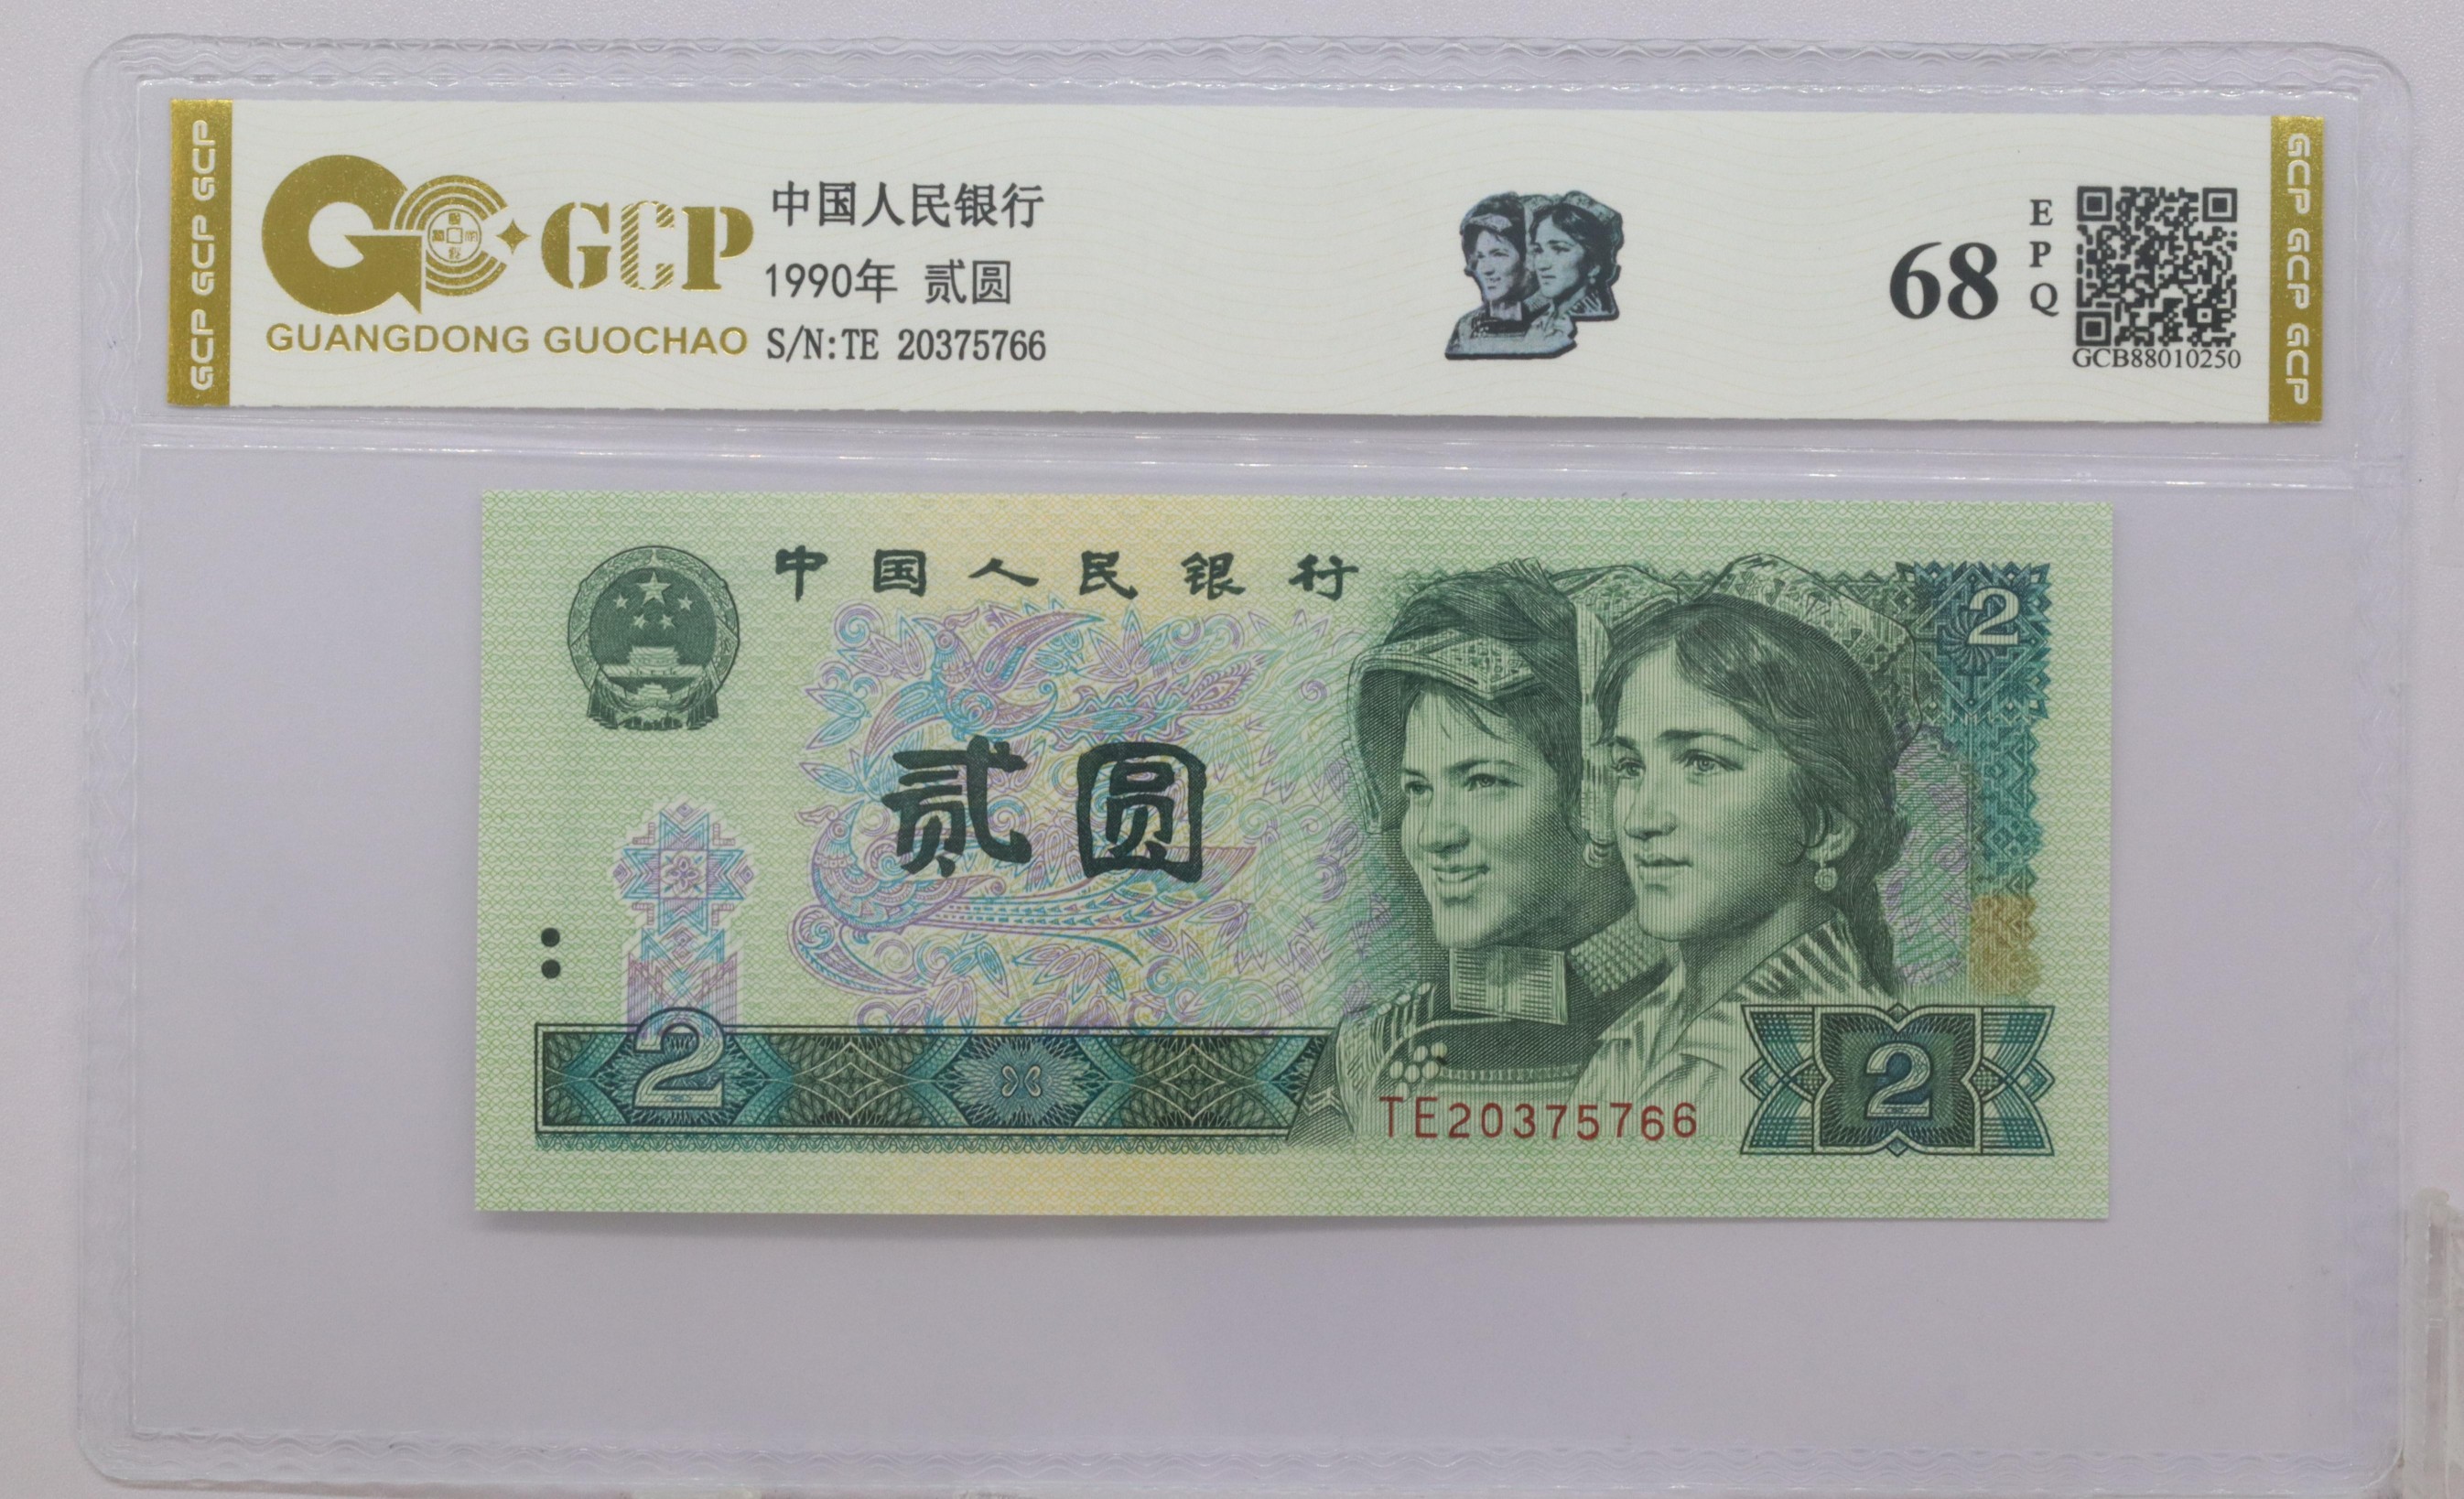 GCP GCP GCP
GCP
GUANGDONG GUOCHAO
中国人民银行
1990年 贰圆
S/N:TE 20375766
68
E
P
Q
GCB88010250
GCP GCP GCP
中国人民银行
2
贰圆
2
TE20375766
2